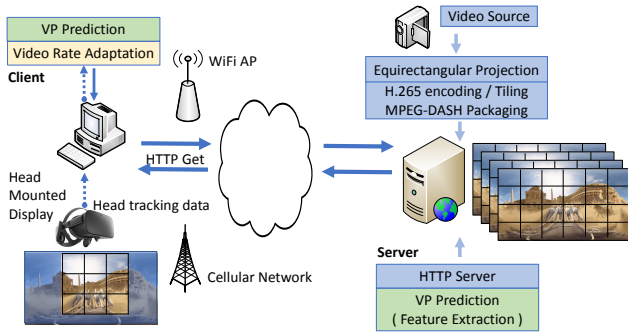 VP Prediction
Video Rate Adaptation
Client
WiFi AP
HTTP Get
Head
Mounted
Display
Head tracking data
Cellular Network
Video Source
Equirectangular Projection
H.265 encoding / Tiling
MPEG-DASH Packaging
Server
HTTP Server
VP Prediction
( Feature Extraction )